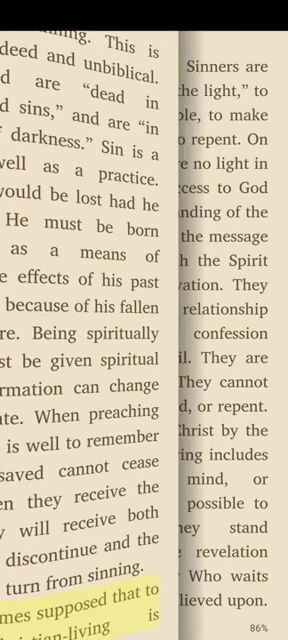 This is
deed and unbiblical.
d are “dead in
d sins,” and are “in
darkness.” Sin is a
well as a practice.
would be lost had he
He must be born
as a means of
e effects of his past
because of his fallen
re. Being spiritually
st be given spiritual
rmation can change
ate. When preaching
is well to remember
saved cannot cease
en they receive the
y will receive both
discontinue and the
turn from sinning.
mes supposed that to
is
Sinners are
the light,” to
ble, to make
o repent. On
e no light in
ccess to God
nding of the
the message
h the Spirit
vation. They
relationship
confession
il. They are
They cannot
d, or repent.
Christ by the
ing includes
mind, or
possible to
hey stand
revelation
Who waits
lieved upon.
86%